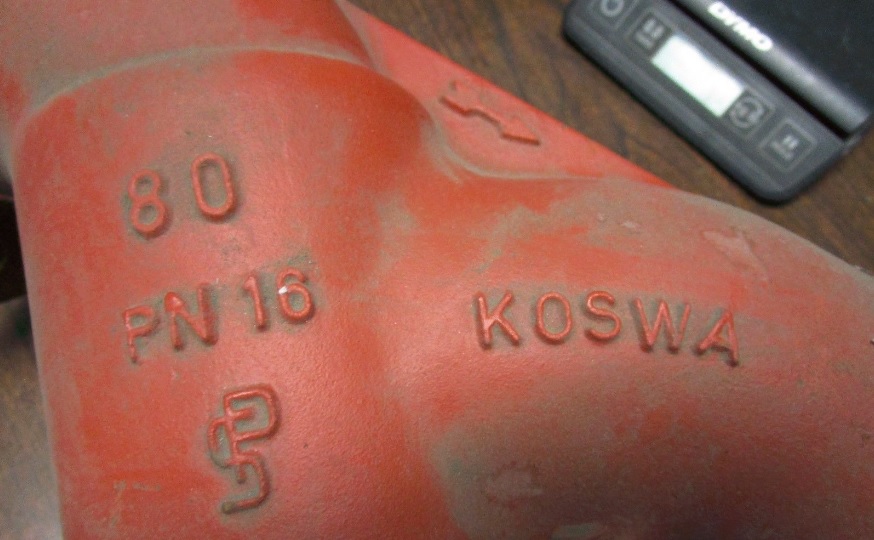 80
PN 16
KOSWA
DYMO